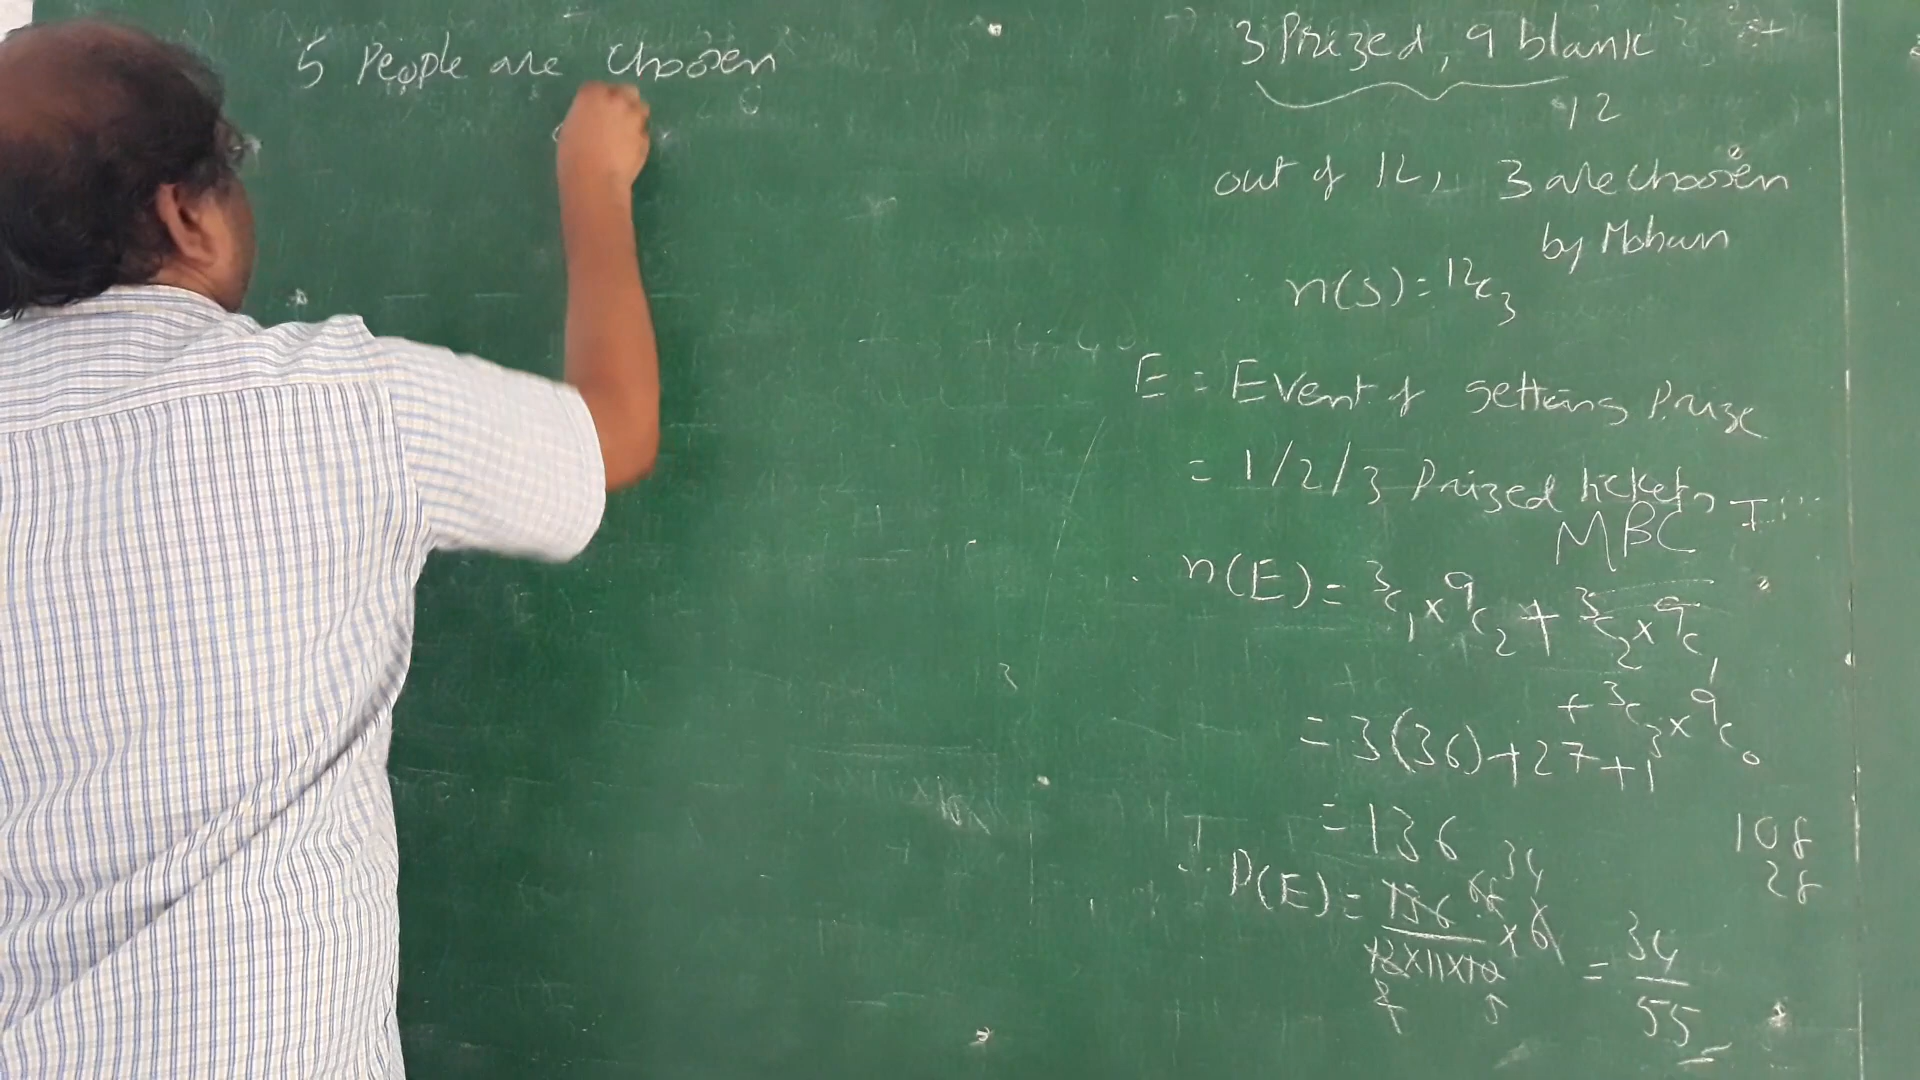 5 People are choosen
3 Prized, 9 blank
12
out of 12, 3 are choosen
by Mohan
n(s) = 12c3
E = Event of getting Prize
= 1/2/3 Prized tickets
MBC
n(E) = 3c1 x 9c2 + 3c2 x 9c1
+ 3c3 x 9c0
= 3(36) + 27 + 1
= 136
108
28
P(E) = 136 68 34
12x11x10 x 6
= 34
55